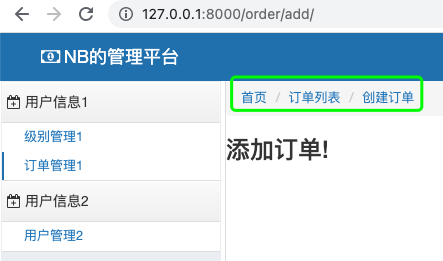 127.0.0.1:8000/order/add/
NB的管理平台
用户信息1
级别管理1
订单管理1
用户信息2
用户管理2
首页 / 订单列表 / 创建订单
添加订单!